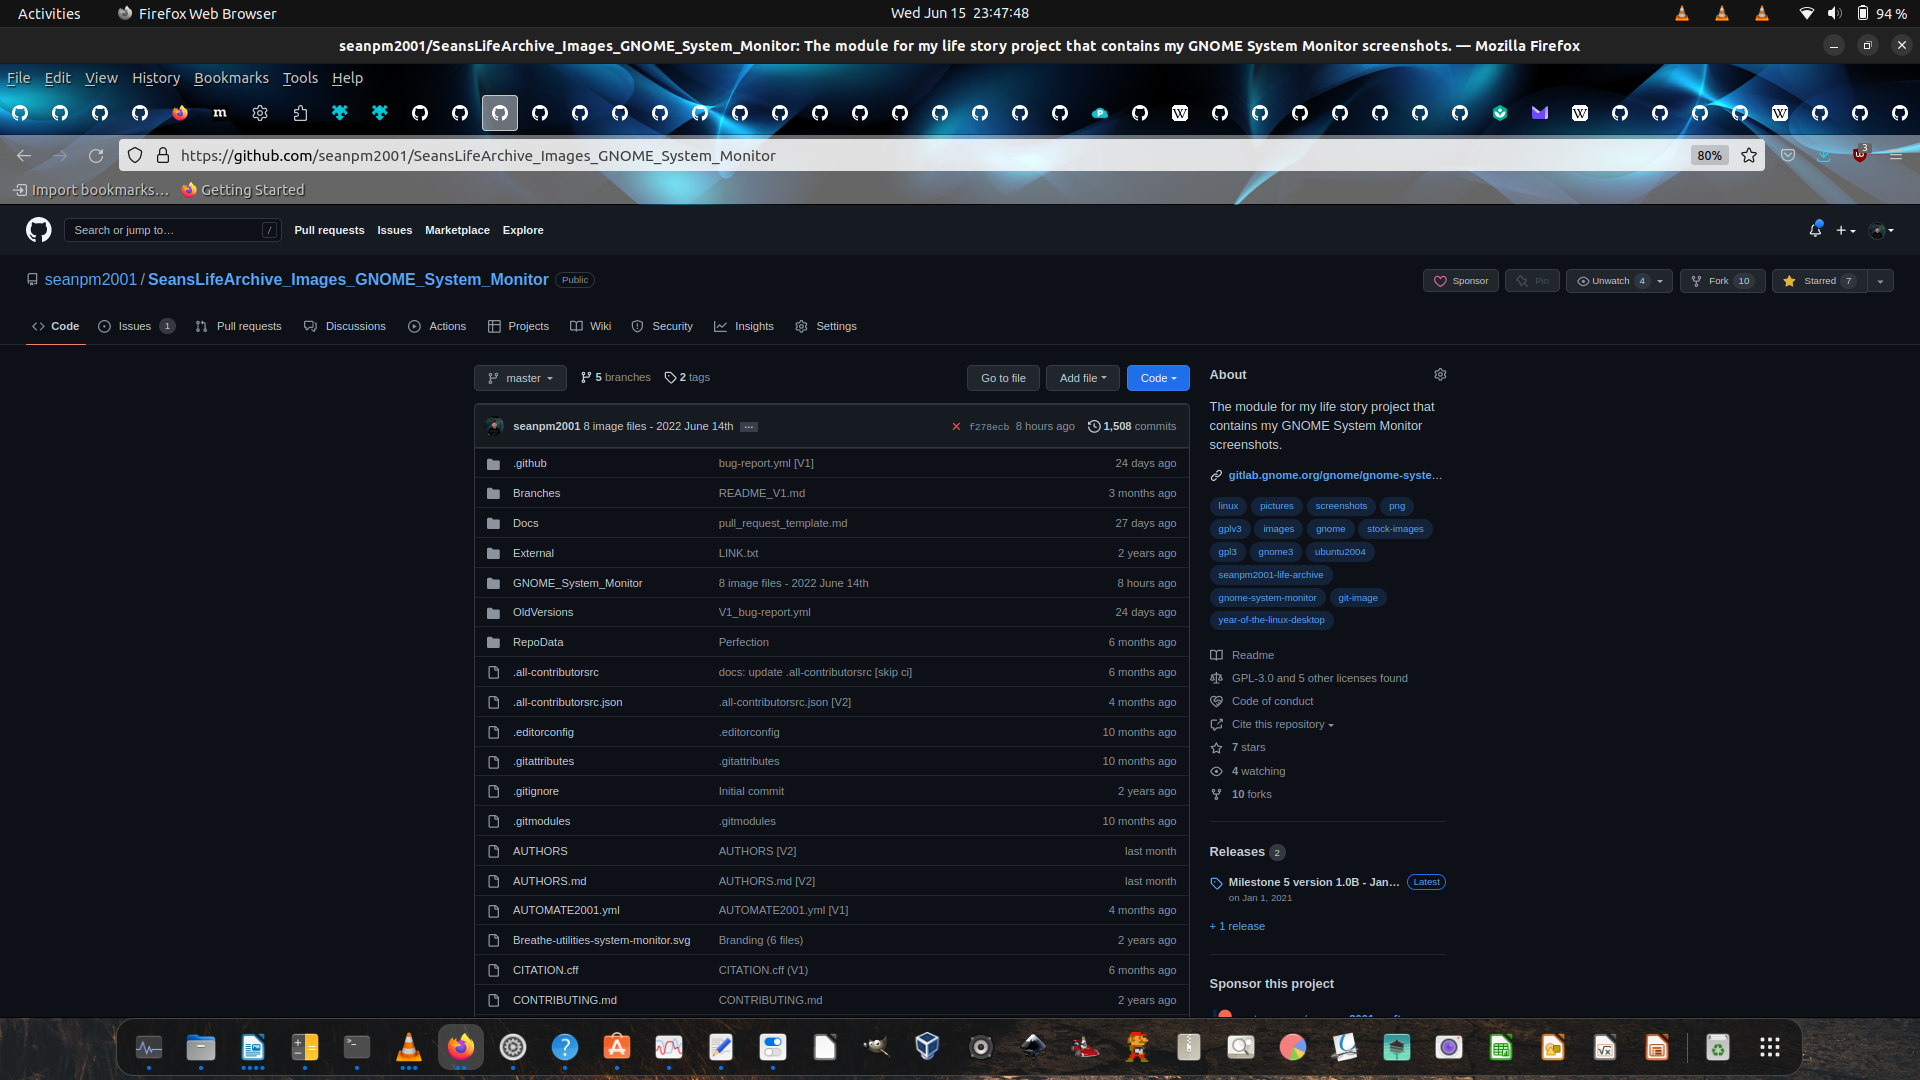 Activities Firefox Web Browser Wed Jun 15 23:47:48 94 %
seanpm2001/SeansLifeArchive_Images_GNOME_System_Monitor: The module for my life story project that contains my GNOME System Monitor screenshots. — Mozilla Firefox
File Edit View History Bookmarks Tools Help
https://github.com/seanpm2001/SeansLifeArchive_Images_GNOME_System_Monitor 80% 3
Import bookmarks… Getting Started
Search or jump to… / Pull requests Issues Marketplace Explore
seanpm2001 / SeansLifeArchive_Images_GNOME_System_Monitor Public Sponsor Pin Unwatch 4 Fork 10 Starred 7
Code Issues 1 Pull requests Discussions Actions Projects Wiki Security Insights Settings
master 5 branches 2 tags Go to file Add file Code
seanpm2001 8 image files - 2022 June 14th ... f278ecb 8 hours ago 1,508 commits
.github bug-report.yml [V1] 24 days ago
Branches README_V1.md 3 months ago
Docs pull_request_template.md 27 days ago
External LINK.txt 2 years ago
GNOME_System_Monitor 8 image files - 2022 June 14th 8 hours ago
OldVersions V1_bug-report.yml 24 days ago
RepoData Perfection 6 months ago
.all-contributorsrc docs: update .all-contributorsrc [skip ci] 6 months ago
.all-contributorsrc.json .all-contributorsrc.json [V2] 4 months ago
.editorconfig .editorconfig 10 months ago
.gitattributes .gitattributes 10 months ago
.gitignore Initial commit 2 years ago
.gitmodules .gitmodules 10 months ago
AUTHORS AUTHORS [V2] last month
AUTHORS.md AUTHORS.md [V2] last month
AUTOMATE2001.yml AUTOMATE2001.yml [V1] 4 months ago
Breathe-utilities-system-monitor.svg Branding (6 files) 2 years ago
CITATION.cff CITATION.cff (V1) 6 months ago
CONTRIBUTING.md CONTRIBUTING.md 2 years ago
About
The module for my life story project that
contains my GNOME System Monitor
screenshots.
gitlab.gnome.org/gnome/gnome-syste…
linux pictures screenshots png
gplv3 images gnome stock-images
gpl3 gnome3 ubuntu2004
seanpm2001-life-archive
gnome-system-monitor git-image
year-of-the-linux-desktop
Readme
GPL-3.0 and 5 other licenses found
Code of conduct
Cite this repository
7 stars
4 watching
10 forks
Releases 2
Milestone 5 version 1.0B - Jan… Latest
on Jan 1, 2021
+ 1 release
Sponsor this project